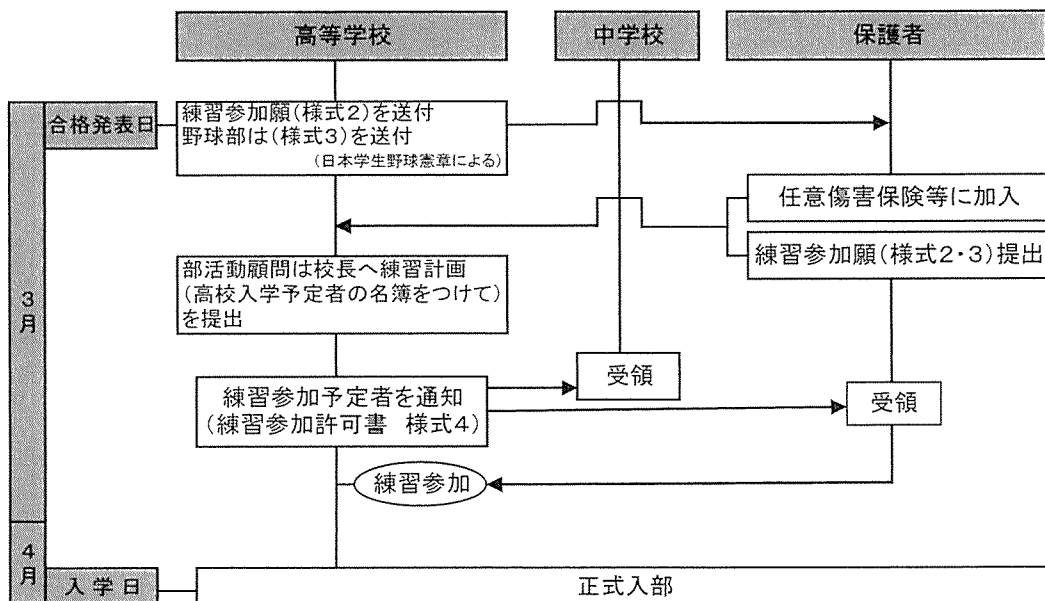 高等学校
中学校
保護者
合格発表日
練習参加願(様式2)を送付
野球部は(様式3)を送付
(日本学生野球憲章による)
任意傷害保険等に加入
練習参加願(様式2・3)提出
3月
部活動顧問は校長へ練習計画
(高校入学予定者の名簿をつけて)
を提出
受領
練習参加予定者を通知
(練習参加許可書 様式4)
受領
練習参加
4月
入学日
正式入部